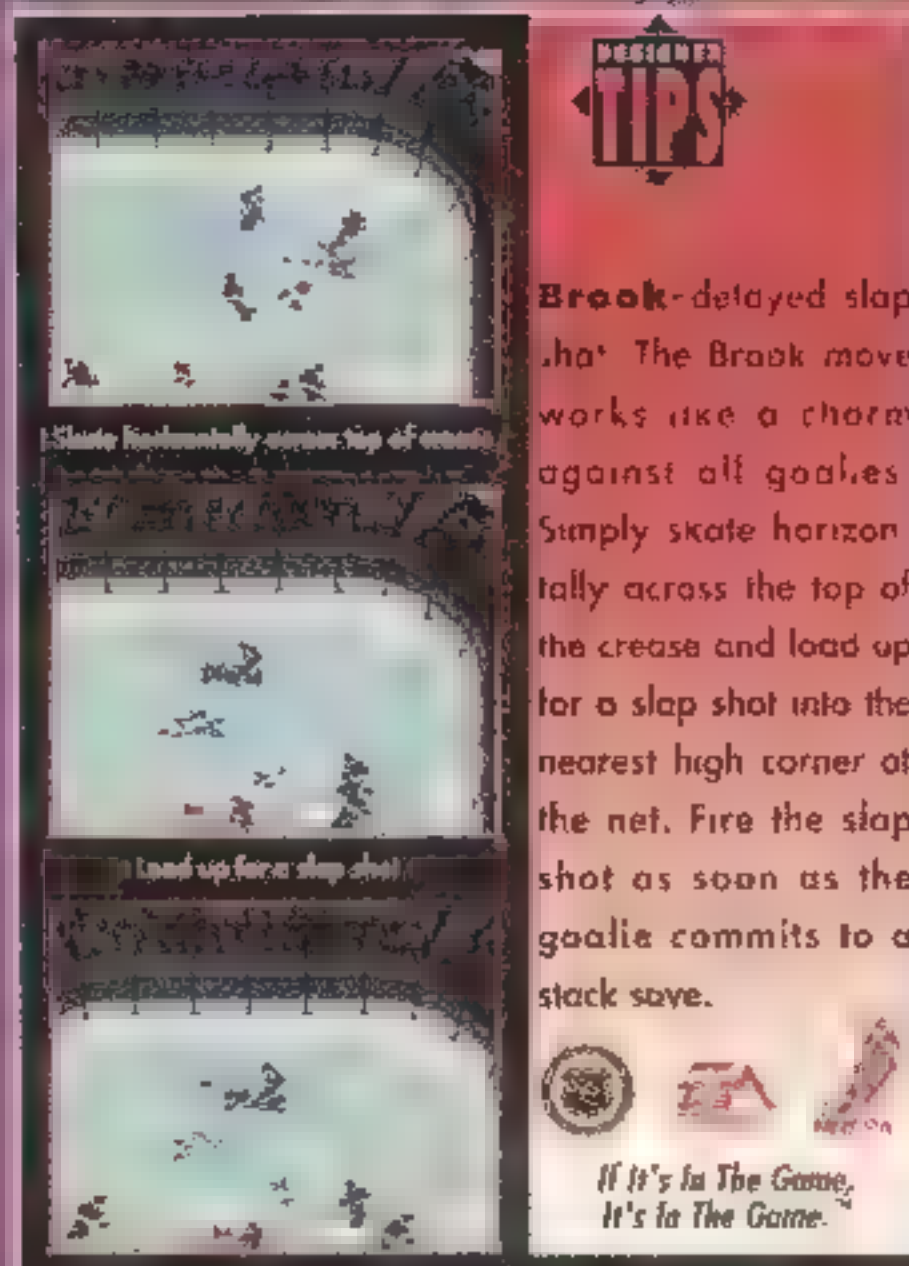 DESIGNER
TIPS
Skate horizontally across top of crease
Load up for a slap shot
Brook-delayed slap
shot The Brook move
works like a charm
against all goalies
Simply skate horizon
tally across the top of
the crease and load up
for a slap shot into the
nearest high corner of
the net. Fire the slap
shot as soon as the
goalie commits to a
stack save.
If It's In The Game,
It's In The Game.